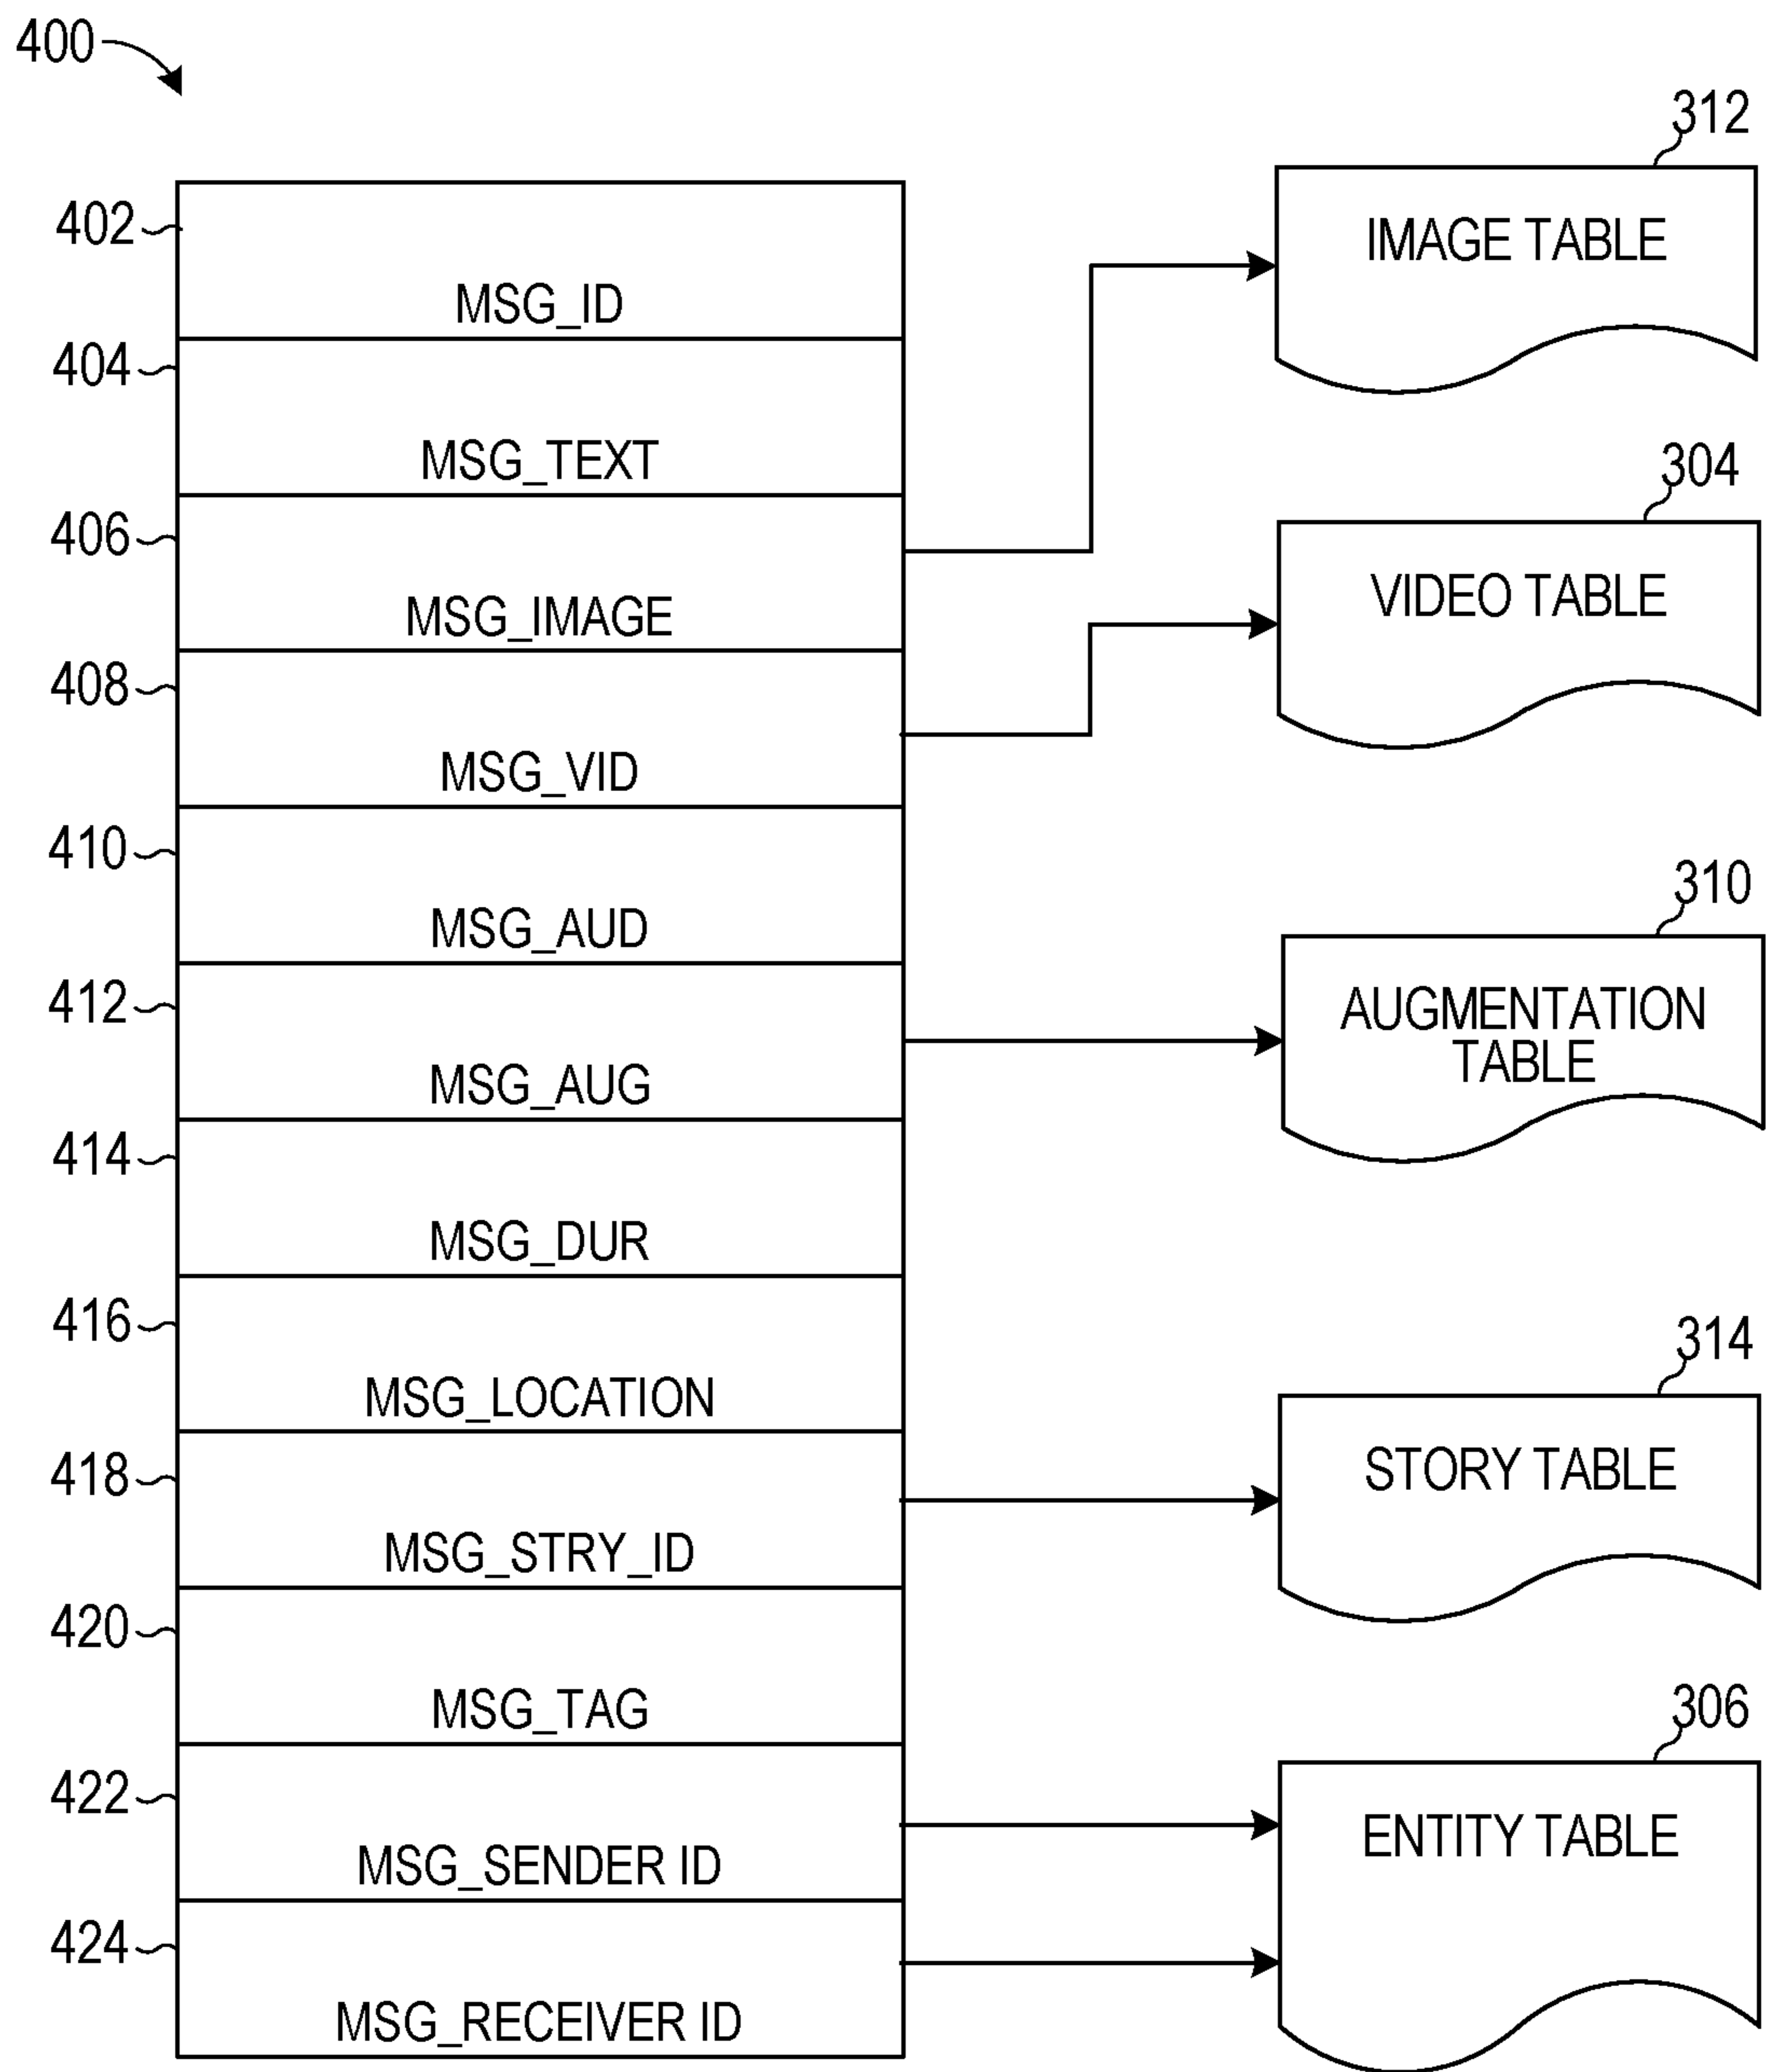 400
402
MSG_ID
404
MSG_TEXT
406
MSG_IMAGE
408
MSG_VID
410
MSG_AUD
412
MSG_AUG
414
MSG_DUR
416
MSG_LOCATION
418
MSG_STRY_ID
420
MSG_TAG
422
MSG_SENDER ID
424
MSG_RECEIVER ID
312
IMAGE TABLE
304
VIDEO TABLE
310
AUGMENTATION
TABLE
314
STORY TABLE
306
ENTITY TABLE